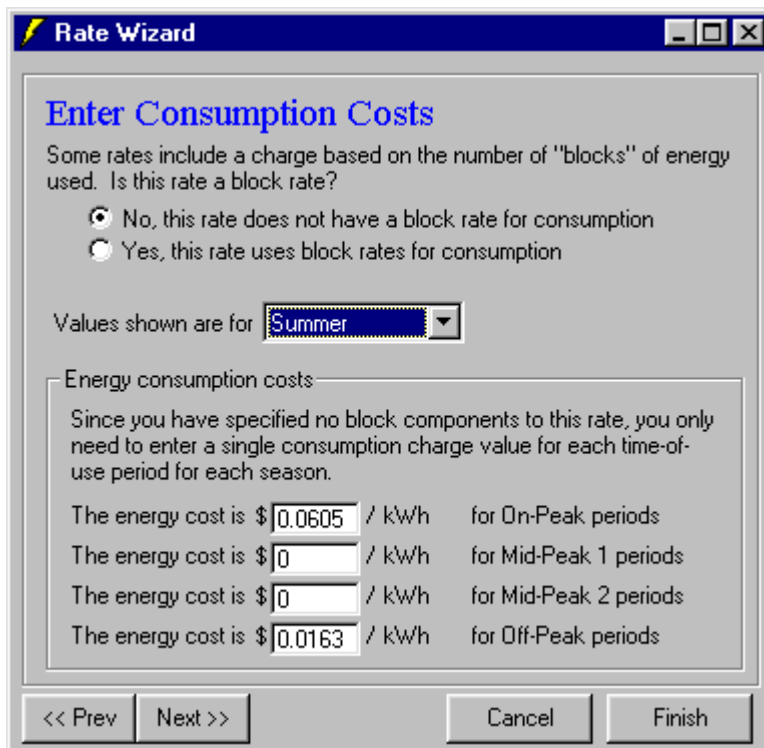 Rate Wizard
Enter Consumption Costs
Some rates include a charge based on the number of "blocks" of energy
used. Is this rate a block rate?
No, this rate does not have a block rate for consumption
Yes, this rate uses block rates for consumption
Values shown are for Summer
Energy consumption costs
Since you have specified no block components to this rate, you only
need to enter a single consumption charge value for each time-of-
use period for each season.
The energy cost is $ 0.0605 / kWh for On-Peak periods
The energy cost is $ 0 / kWh for Mid-Peak 1 periods
The energy cost is $ 0 / kWh for Mid-Peak 2 periods
The energy cost is $ 0.0163 / kWh for Off-Peak periods
<< Prev Next >> Cancel Finish